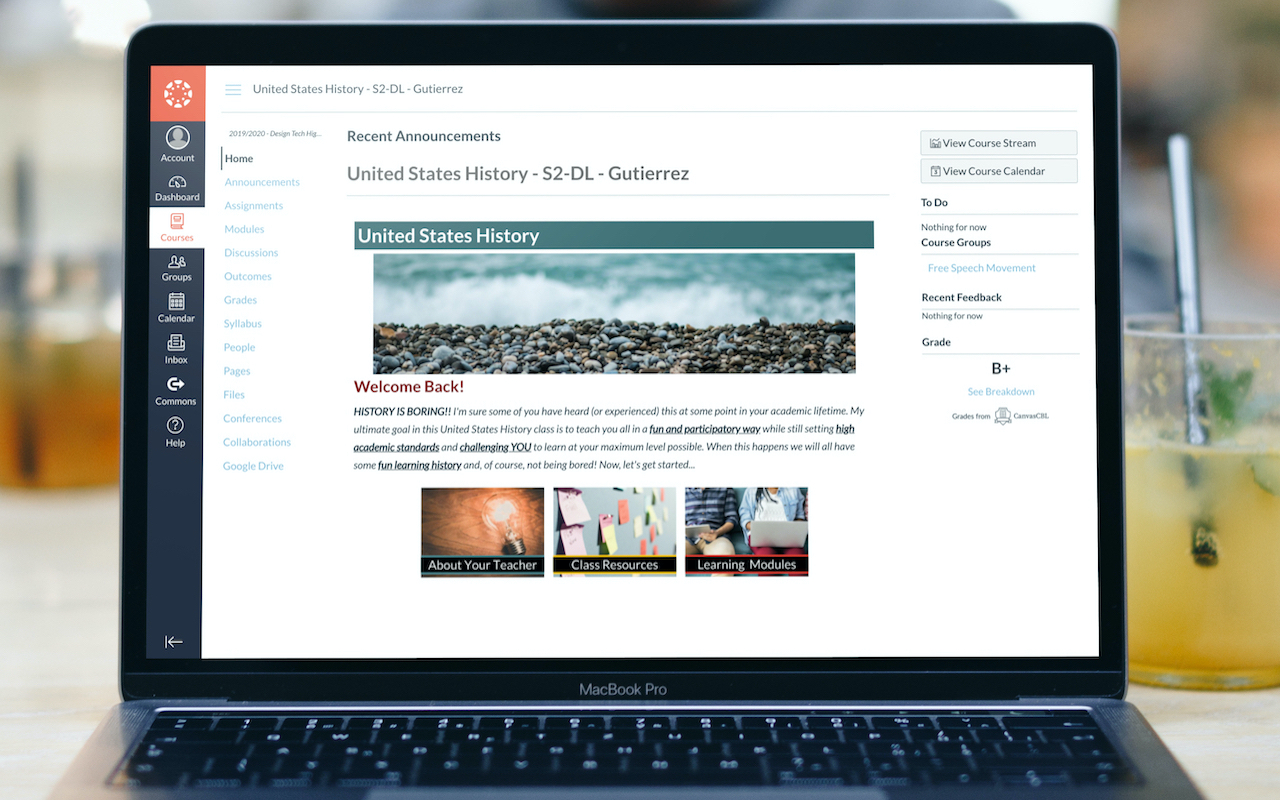 United States History - S2-DL - Gutierrez
Account
Dashboard
Courses
Groups
Calendar
Inbox
Commons
Help
2019/2020 - Design Tech Hig...
Home
Announcements
Assignments
Modules
Discussions
Outcomes
Grades
Syllabus
People
Pages
Files
Conferences
Collaborations
Google Drive
Recent Announcements
United States History - S2-DL - Gutierrez
United States History
Welcome Back!
HISTORY IS BORING!! I'm sure some of you have heard (or experienced) this at some point in your academic lifetime. My
ultimate goal in this United States History class is to teach you all in a fun and participatory way while still setting high
academic standards and challenging YOU to learn at your maximum level possible. When this happens we will all have
some fun learning history and, of course, not being bored! Now, let's get started...
About Your Teacher
Class Resources
Learning Modules
View Course Stream
View Course Calendar
To Do
Nothing for now
Course Groups
Free Speech Movement
Recent Feedback
Nothing for now
Grade
B+
See Breakdown
Grades from CanvasCBL
MacBook Pro